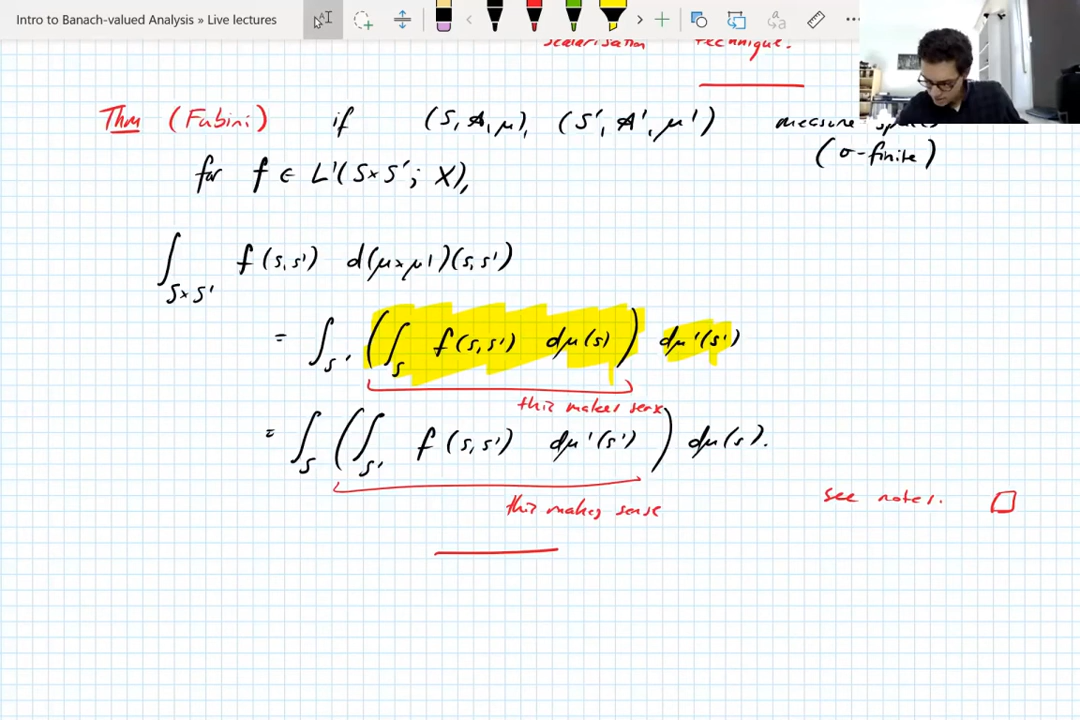 Intro to Banach-valued Analysis » Live lectures
scalarisation technique.
Thm (Fubini) if (S, A, μ), (S', A', μ') measure spaces
(σ-finite)
for f ∈ L¹(S×S'; X),
∫_{S×S'} f(s,s') d(μ×μ')(s,s')
= ∫_{S'} (∫_S f(s,s') dμ(s)) dμ'(s')
this makes sense
= ∫_S (∫_{S'} f(s,s') dμ'(s')) dμ(s).
this makes sense
see notes. □